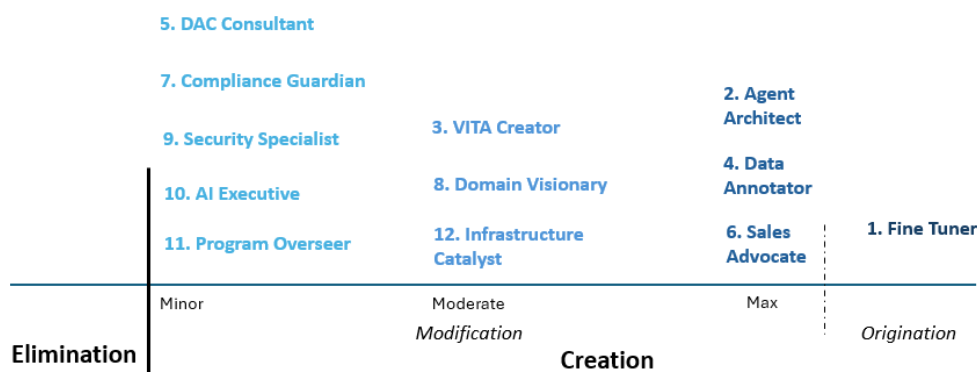 5. DAC Consultant
7. Compliance Guardian
9. Security Specialist
10. AI Executive
11. Program Overseer
3. VITA Creator
8. Domain Visionary
12. Infrastructure
Catalyst
2. Agent
Architect
4. Data
Annotator
6. Sales
Advocate
1. Fine Tuner
Minor
Moderate
Max
Modification
Origination
Elimination
Creation